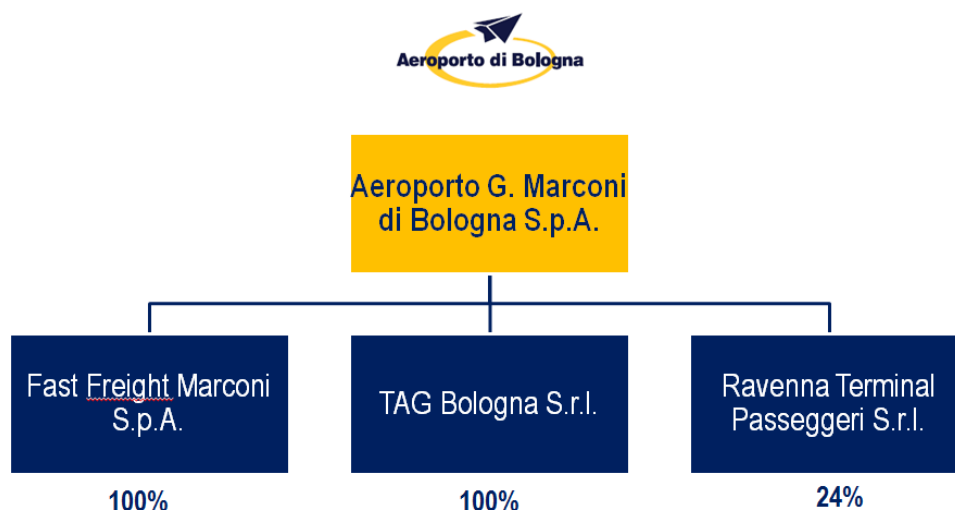 Aeroporto di Bologna
Aeroporto G. Marconi
di Bologna S.p.A.
Fast Freight Marconi
S.p.A.
TAG Bologna S.r.l.
Ravenna Terminal
Passeggeri S.r.l.
100%
100%
24%